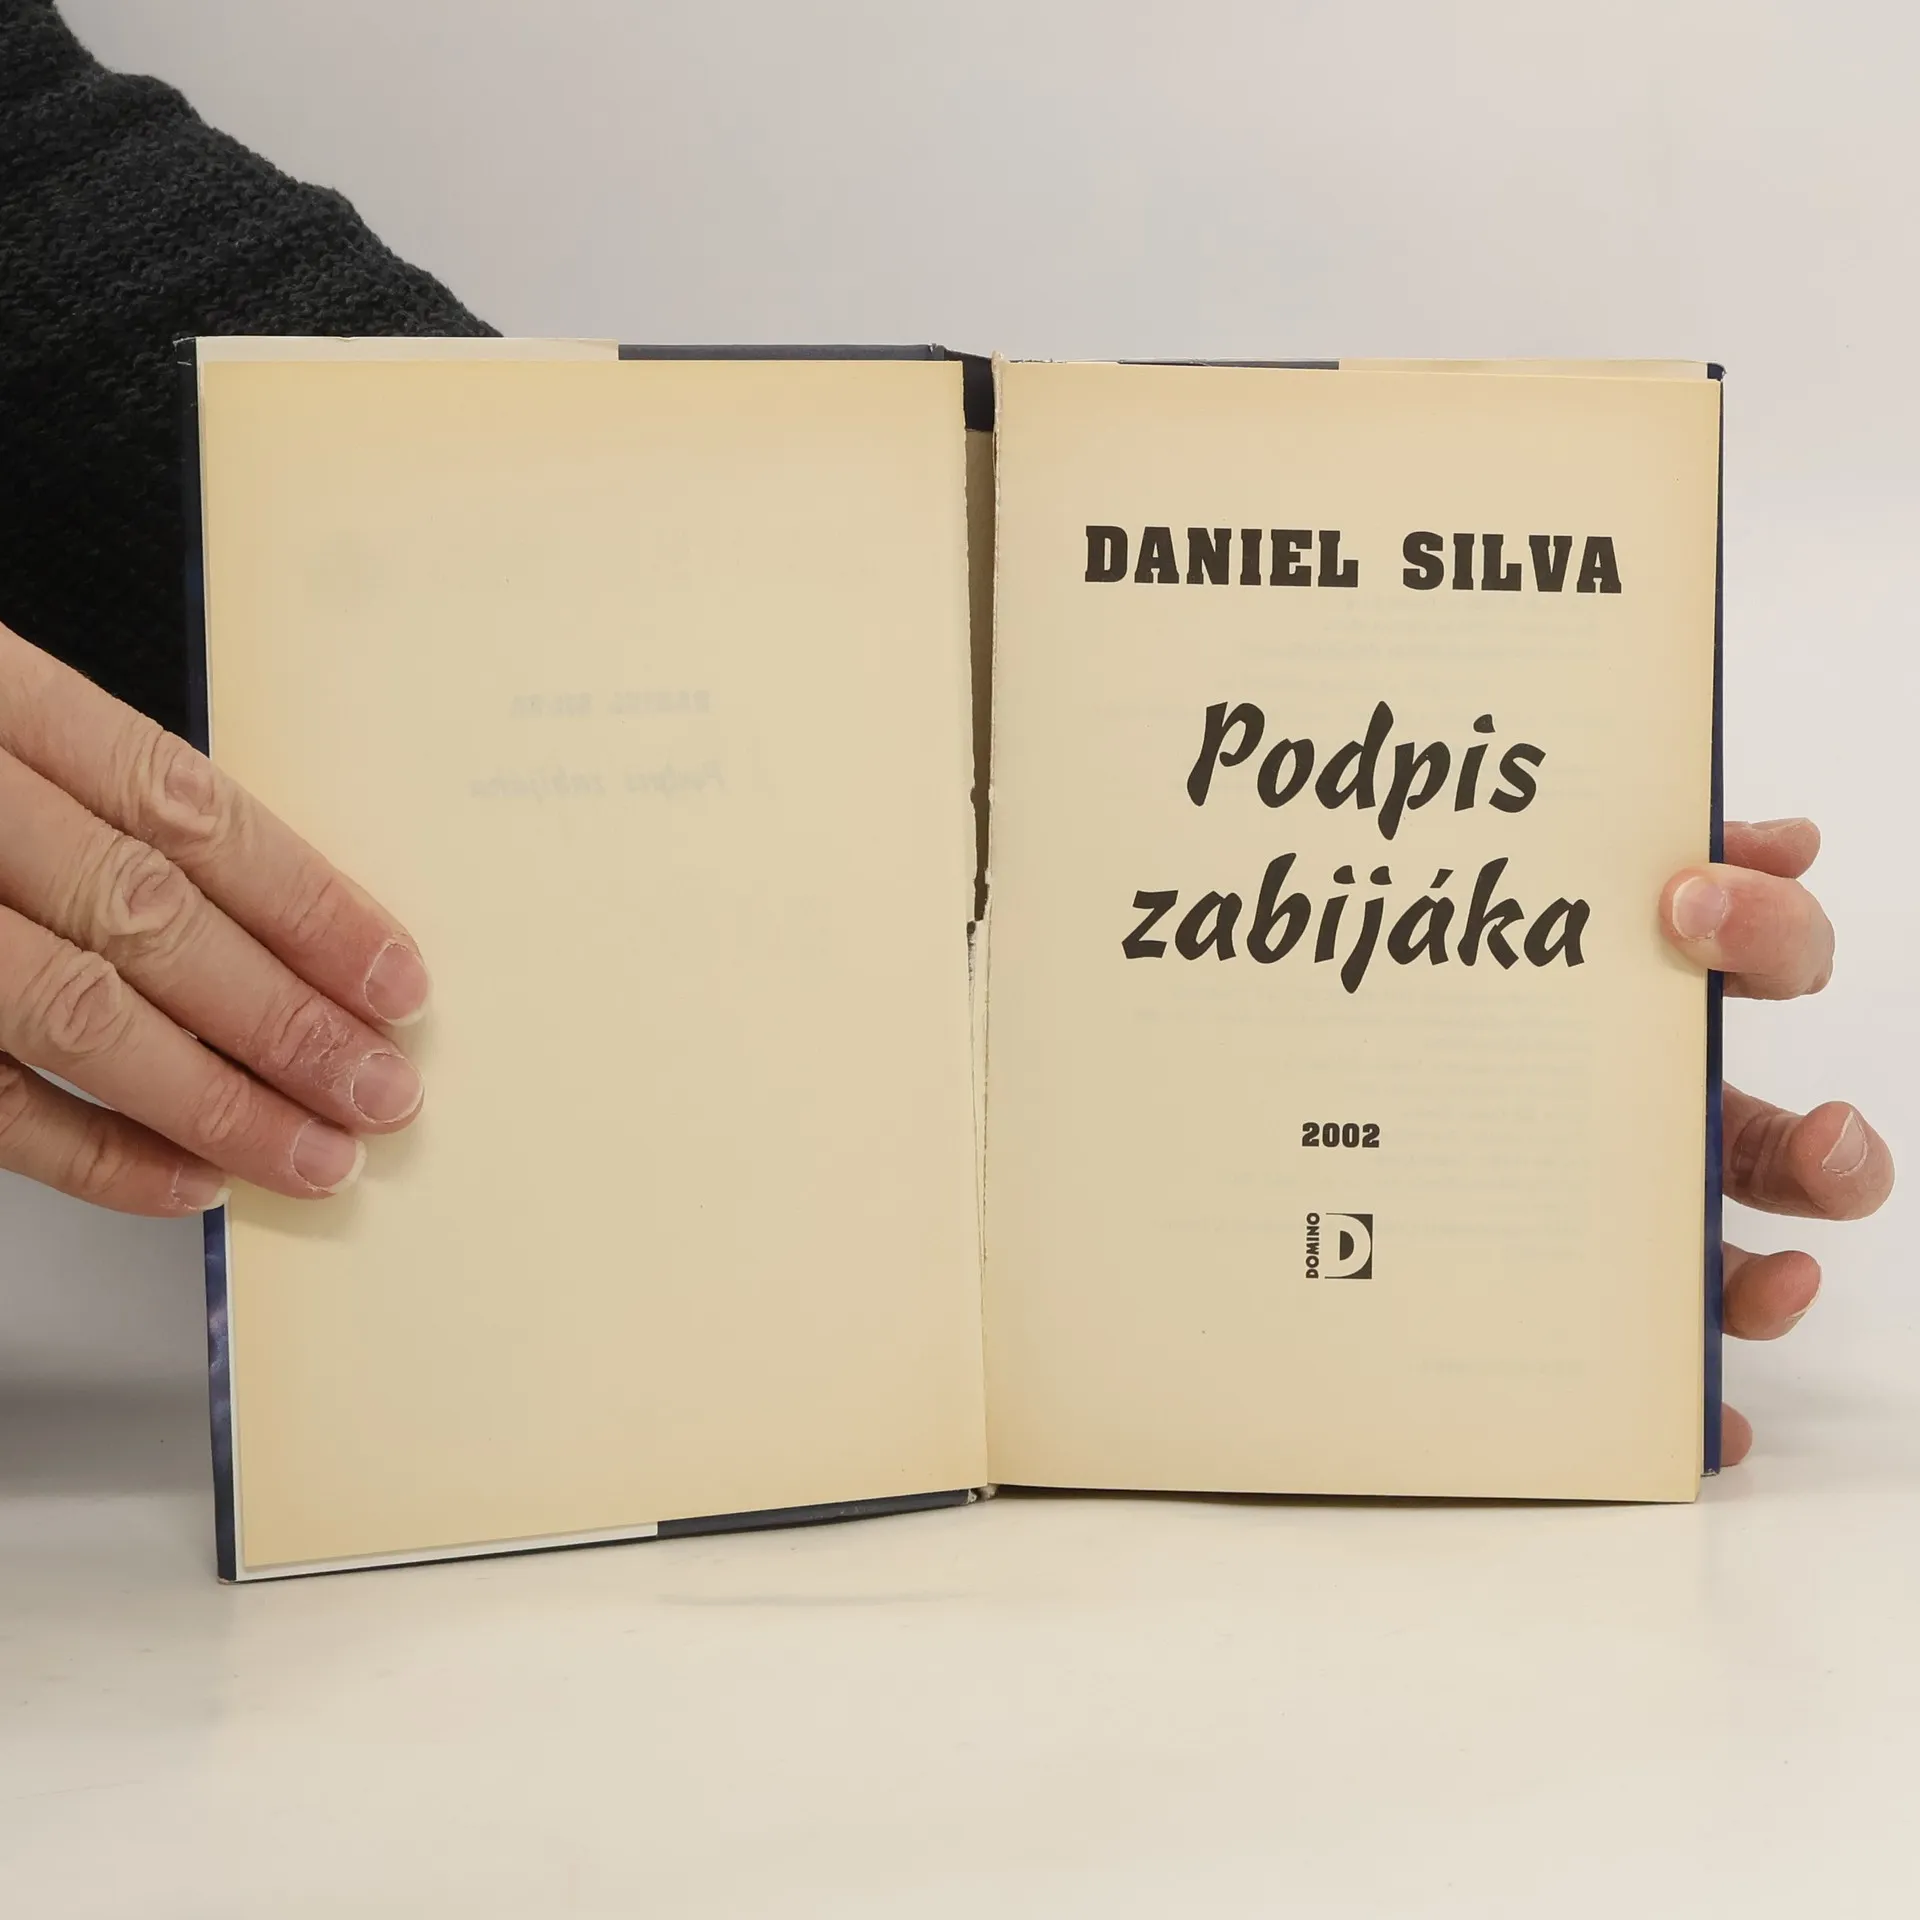 DANIEL SILVA
Podpis
zabijáka
2002
DOMINO
D